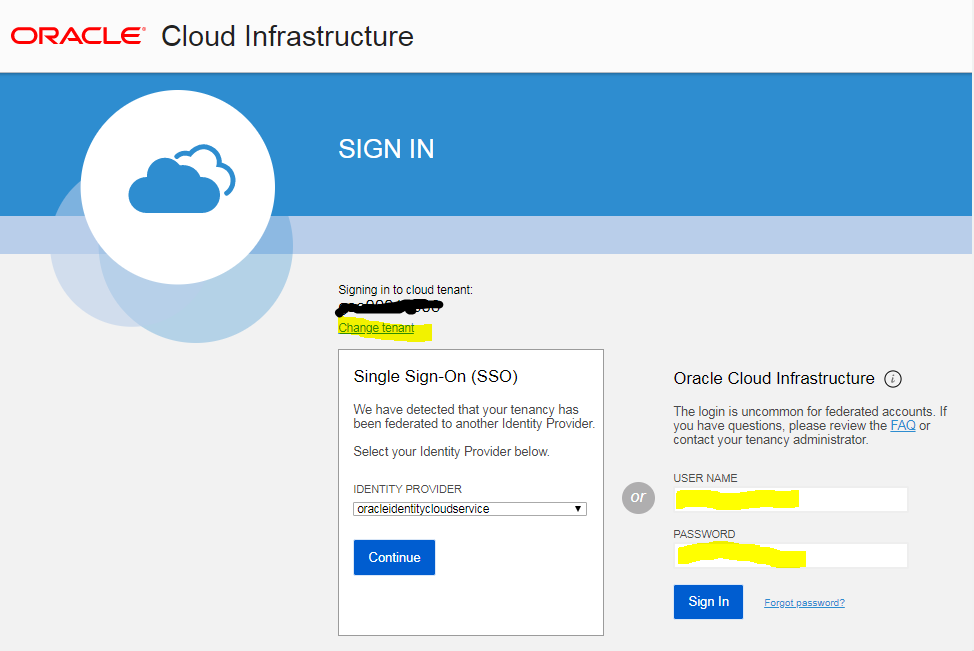 ORACLE® Cloud Infrastructure
SIGN IN
Signing in to cloud tenant:
Change tenant
Single Sign-On (SSO)
We have detected that your tenancy has
been federated to another Identity Provider.
Select your Identity Provider below.
IDENTITY PROVIDER
oracleidentitycloudservice
Continue
or
Oracle Cloud Infrastructure
The login is uncommon for federated accounts. If
you have questions, please review the FAQ or
contact your tenancy administrator.
USER NAME
PASSWORD
Sign In
Forgot password?